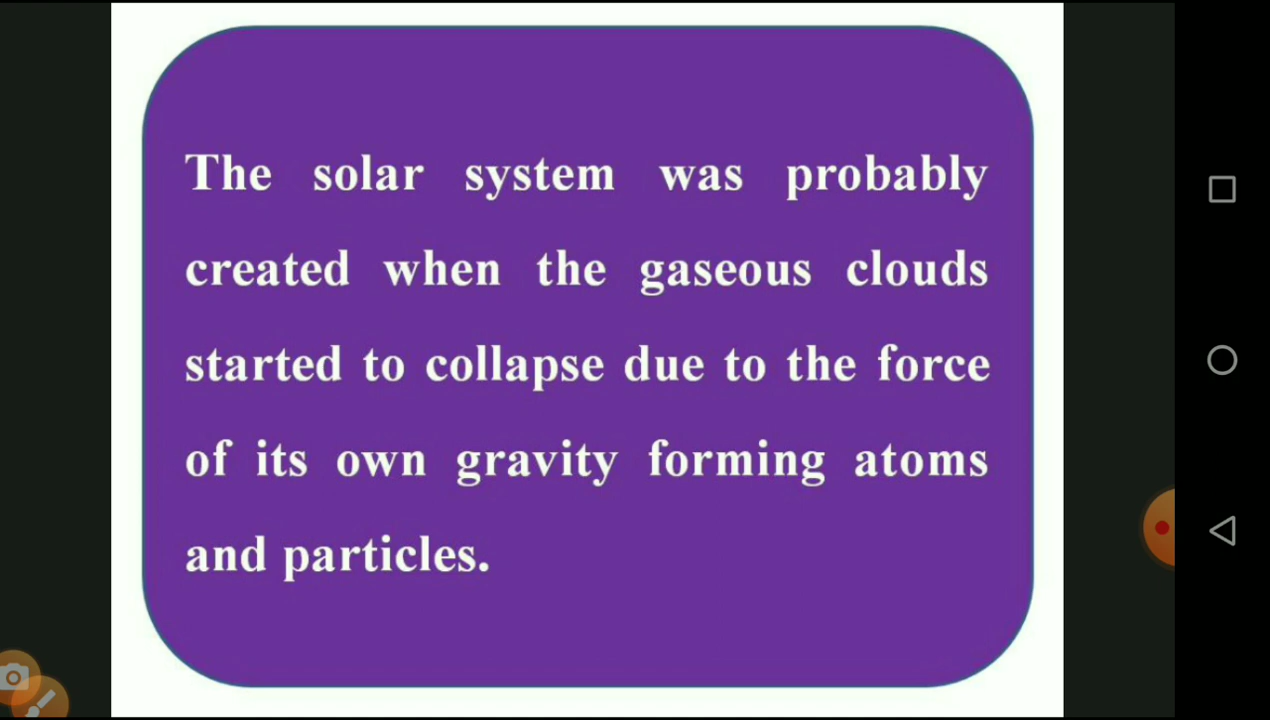 The solar system was probably
created when the gaseous clouds
started to collapse due to the force
of its own gravity forming atoms
and particles.